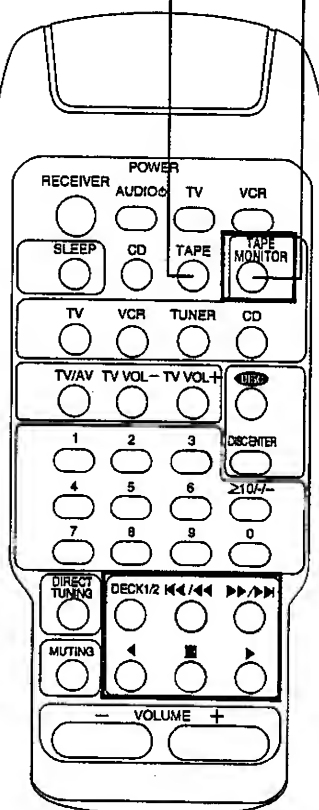 POWER
RECEIVER AUDIO⏻ TV VCR
SLEEP CD TAPE TAPE MONITOR
TV VCR TUNER CD
TV/AV TV VOL− TV VOL+ DISC
DISC ENTER
1 2 3
4 5 6 ≥10/-/--
7 8 9 0
DIRECT TUNING DECK1/2 I◀◀/◀◀ ▶▶/▶▶I
MUTING ◀ ■ ▶
− VOLUME +